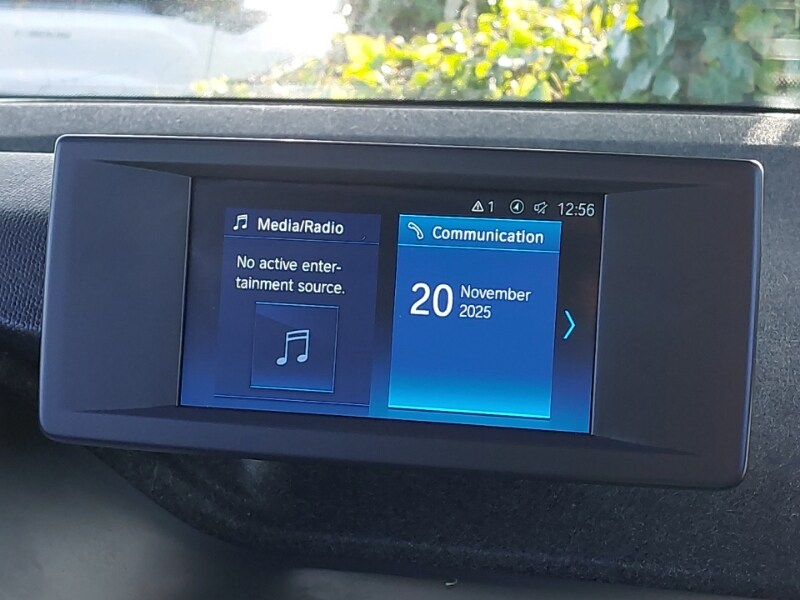 1 12:56
Media/Radio
No active enter-
tainment source.
Communication
20 November
2025